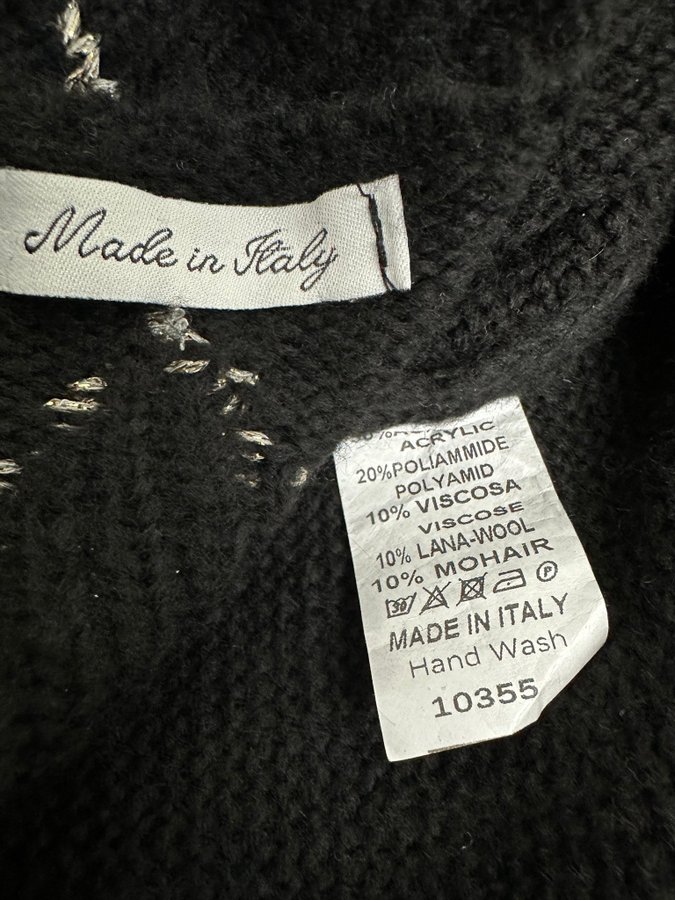 Made in Italy
ACRYLIC
20%POLIAMMIDE
POLYAMID
10% VISCOSA
VISCOSE
10% LANA-WOOL
10% MOHAIR
30 P
MADE IN ITALY
Hand Wash
10355